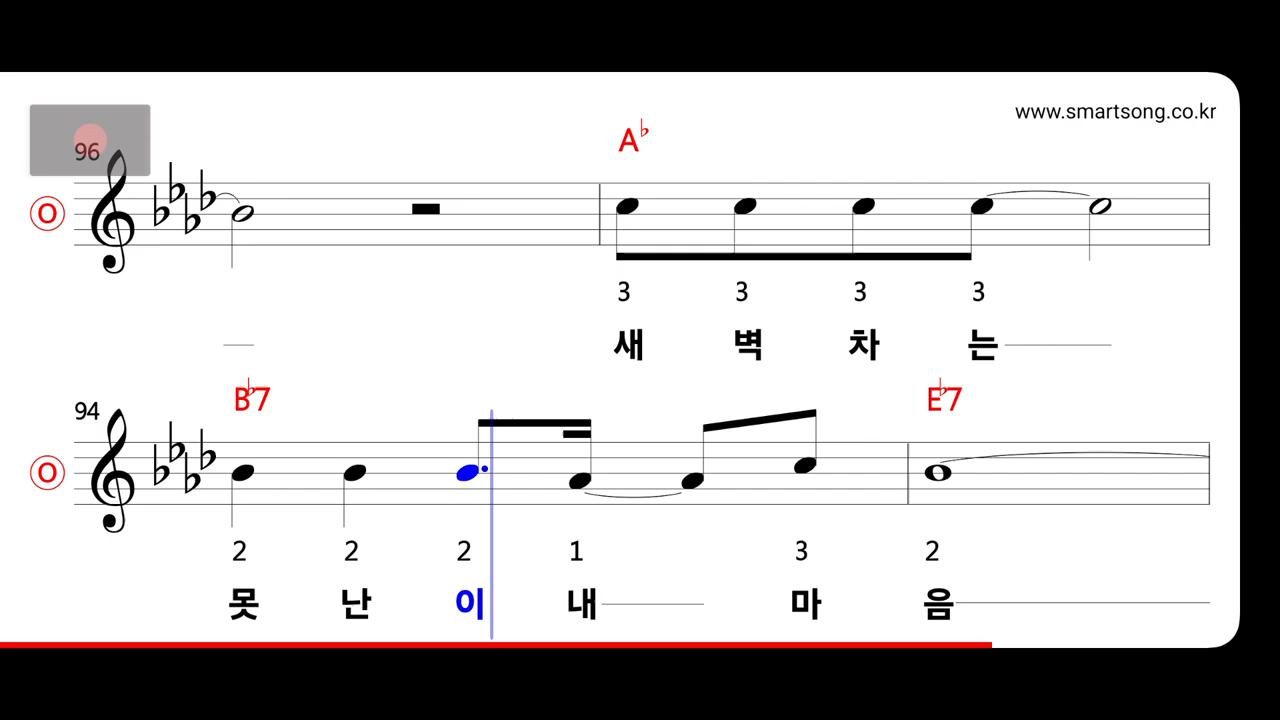 www.smartsong.co.kr
96
A♭
O
3 3 3 3
새 벽 차 는
B♭7 E♭7
94
O
2 2 2 1 3 2
못 난 이 내 마 음